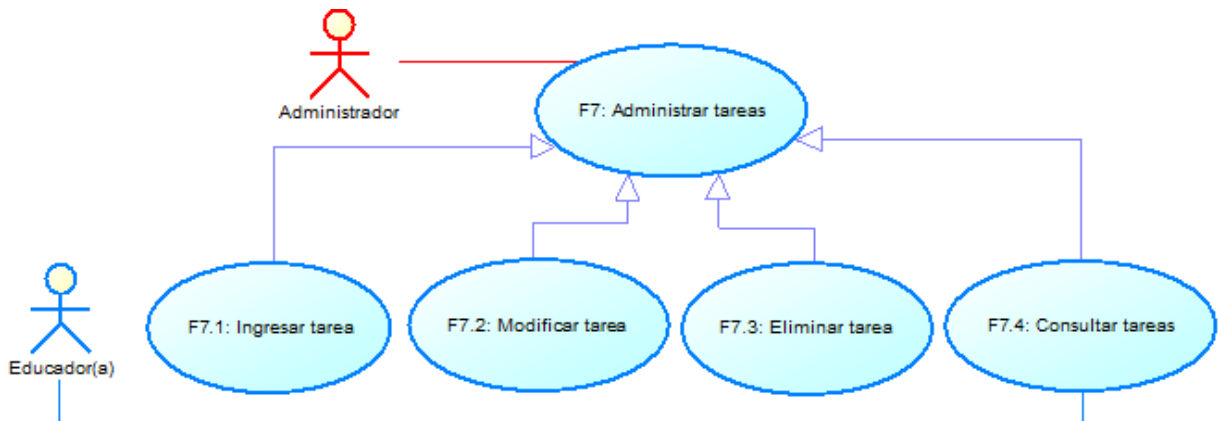 Administrador
F7: Administrar tareas
Educador(a)
F7.1: Ingresar tarea
F7.2: Modificar tarea
F7.3: Eliminar tarea
F7.4: Consultar tareas